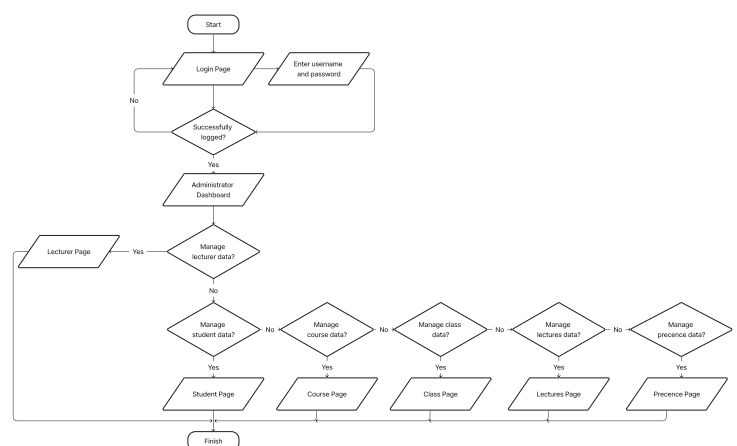 Start
Login Page
Enter username
and password
No
Successfully
logged?
Yes
Administrator
Dashboard
Lecturer Page
Yes
Manage
lecturer data?
No
Manage
student data?
No
Manage
course data?
No
Manage class
data?
No
Manage
lectures data?
No
Manage
precence data?
Yes
Yes
Yes
Yes
Yes
Student Page
Course Page
Class Page
Lectures Page
Precence Page
Finish